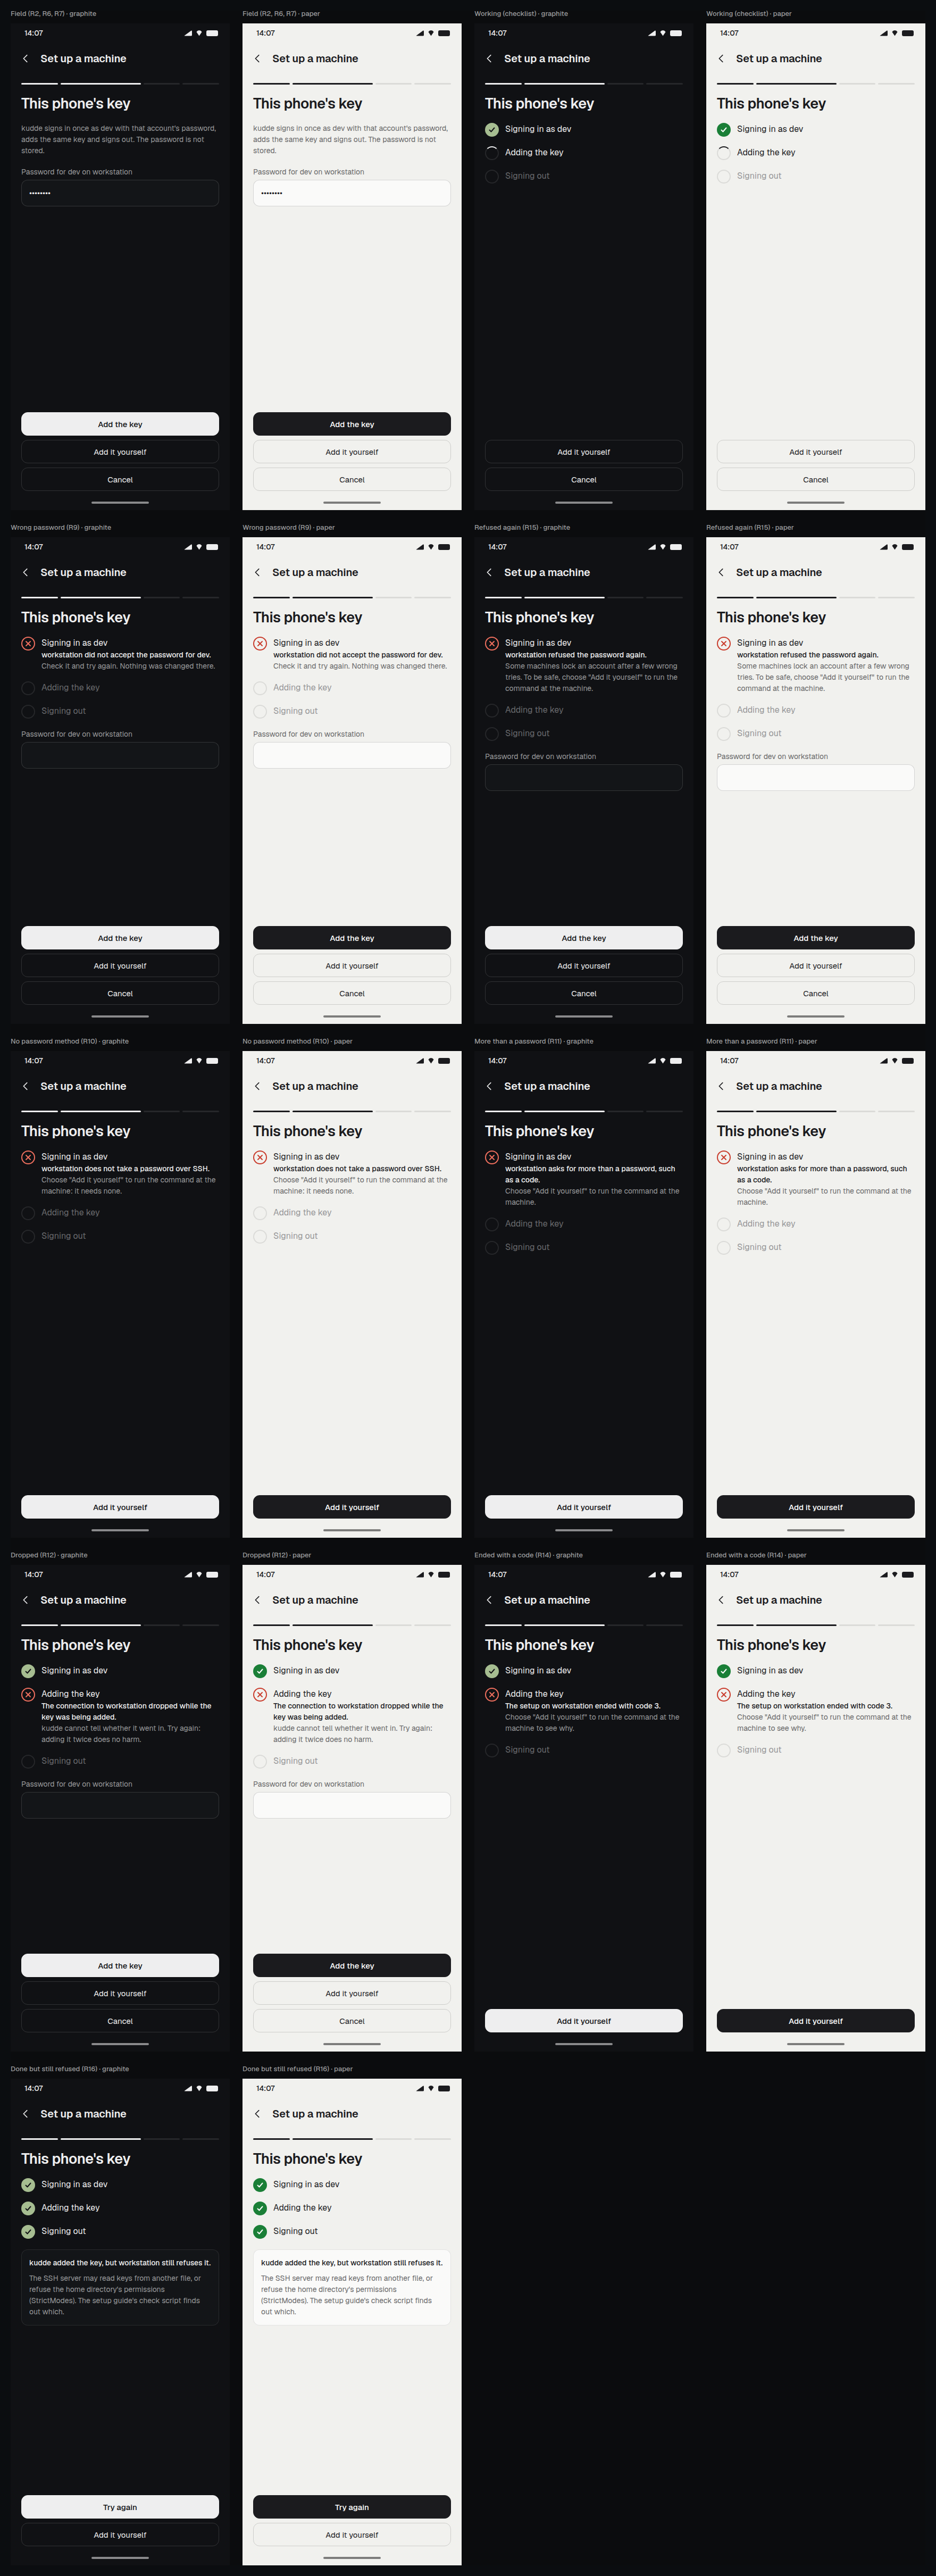 Field (R2, R6, R7) · graphite
14:07
Set up a machine
This phone's key
kudde signs in once as dev with that account's password,
adds the same key and signs out. The password is not
stored.
Password for dev on workstation
••••••••
Add the key
Add it yourself
Cancel
Field (R2, R6, R7) · paper
14:07
Set up a machine
This phone's key
kudde signs in once as dev with that account's password,
adds the same key and signs out. The password is not
stored.
Password for dev on workstation
••••••••
Add the key
Add it yourself
Cancel
Working (checklist) · graphite
14:07
Set up a machine
This phone's key
Signing in as dev
Adding the key
Signing out
Add it yourself
Cancel
Working (checklist) · paper
14:07
Set up a machine
This phone's key
Signing in as dev
Adding the key
Signing out
Add it yourself
Cancel
Wrong password (R9) · graphite
14:07
Set up a machine
This phone's key
Signing in as dev
workstation did not accept the password for dev.
Check it and try again. Nothing was changed there.
Adding the key
Signing out
Password for dev on workstation
Add the key
Add it yourself
Cancel
Wrong password (R9) · paper
14:07
Set up a machine
This phone's key
Signing in as dev
workstation did not accept the password for dev.
Check it and try again. Nothing was changed there.
Adding the key
Signing out
Password for dev on workstation
Add the key
Add it yourself
Cancel
Refused again (R15) · graphite
14:07
Set up a machine
This phone's key
Signing in as dev
workstation refused the password again.
Some machines lock an account after a few wrong
tries. To be safe, choose "Add it yourself" to run the
command at the machine.
Adding the key
Signing out
Password for dev on workstation
Add the key
Add it yourself
Cancel
Refused again (R15) · paper
14:07
Set up a machine
This phone's key
Signing in as dev
workstation refused the password again.
Some machines lock an account after a few wrong
tries. To be safe, choose "Add it yourself" to run the
command at the machine.
Adding the key
Signing out
Password for dev on workstation
Add the key
Add it yourself
Cancel
No password method (R10) · graphite
14:07
Set up a machine
This phone's key
Signing in as dev
workstation does not take a password over SSH.
Choose "Add it yourself" to run the command at the
machine: it needs none.
Adding the key
Signing out
Add it yourself
No password method (R10) · paper
14:07
Set up a machine
This phone's key
Signing in as dev
workstation does not take a password over SSH.
Choose "Add it yourself" to run the command at the
machine: it needs none.
Adding the key
Signing out
Add it yourself
More than a password (R11) · graphite
14:07
Set up a machine
This phone's key
Signing in as dev
workstation asks for more than a password, such
as a code.
Choose "Add it yourself" to run the command at the
machine.
Adding the key
Signing out
Add it yourself
More than a password (R11) · paper
14:07
Set up a machine
This phone's key
Signing in as dev
workstation asks for more than a password, such
as a code.
Choose "Add it yourself" to run the command at the
machine.
Adding the key
Signing out
Add it yourself
Dropped (R12) · graphite
14:07
Set up a machine
This phone's key
Signing in as dev
Adding the key
The connection to workstation dropped while the
key was being added.
kudde cannot tell whether it went in. Try again:
adding it twice does no harm.
Signing out
Password for dev on workstation
Add the key
Add it yourself
Cancel
Dropped (R12) · paper
14:07
Set up a machine
This phone's key
Signing in as dev
Adding the key
The connection to workstation dropped while the
key was being added.
kudde cannot tell whether it went in. Try again:
adding it twice does no harm.
Signing out
Password for dev on workstation
Add the key
Add it yourself
Cancel
Ended with a code (R14) · graphite
14:07
Set up a machine
This phone's key
Signing in as dev
Adding the key
The setup on workstation ended with code 3.
Choose "Add it yourself" to run the command at the
machine to see why.
Signing out
Add it yourself
Ended with a code (R14) · paper
14:07
Set up a machine
This phone's key
Signing in as dev
Adding the key
The setup on workstation ended with code 3.
Choose "Add it yourself" to run the command at the
machine to see why.
Signing out
Add it yourself
Done but still refused (R16) · graphite
14:07
Set up a machine
This phone's key
Signing in as dev
Adding the key
Signing out
kudde added the key, but workstation still refuses it.
The SSH server may read keys from another file, or
refuse the home directory's permissions
(StrictModes). The setup guide's check script finds
out which.
Try again
Add it yourself
Done but still refused (R16) · paper
14:07
Set up a machine
This phone's key
Signing in as dev
Adding the key
Signing out
kudde added the key, but workstation still refuses it.
The SSH server may read keys from another file, or
refuse the home directory's permissions
(StrictModes). The setup guide's check script finds
out which.
Try again
Add it yourself